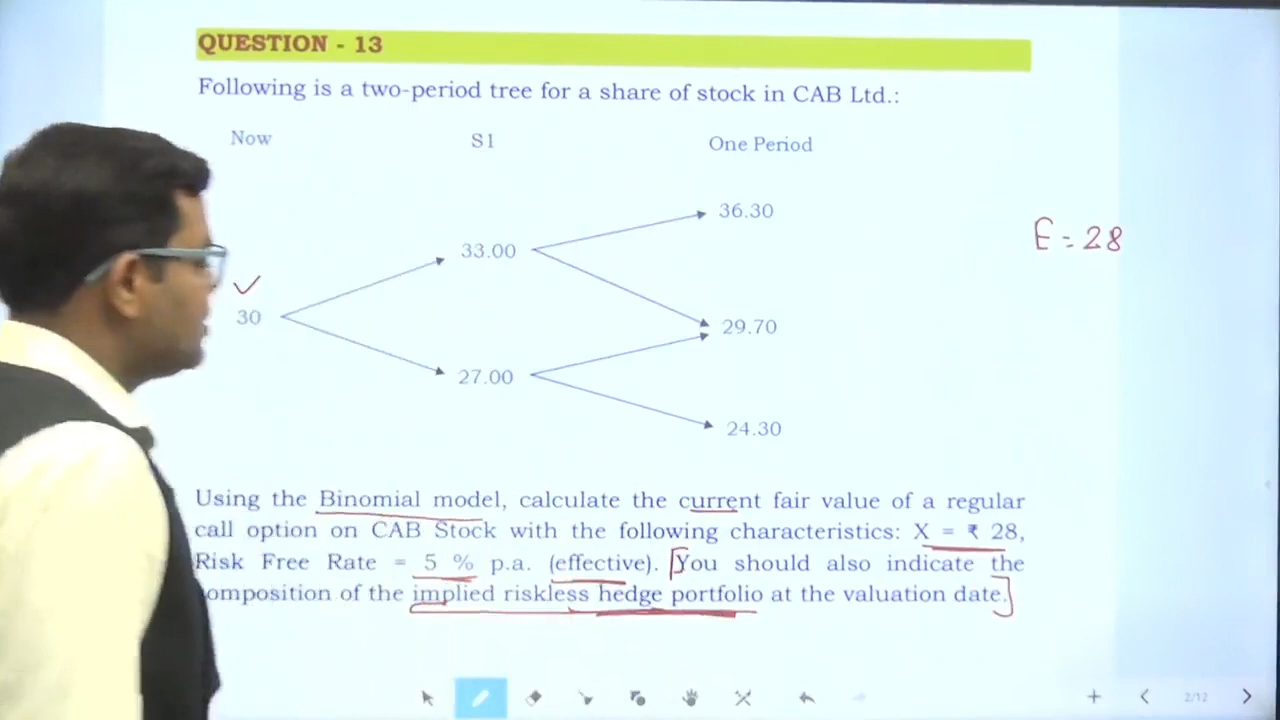 QUESTION - 13
Following is a two-period tree for a share of stock in CAB Ltd.:
Now S1 One Period
36.30
33.00
E = 28
30
29.70
27.00
24.30
Using the Binomial model, calculate the current fair value of a regular
call option on CAB Stock with the following characteristics: X = ₹ 28,
Risk Free Rate = 5 % p.a. (effective). You should also indicate the
omposition of the implied riskless hedge portfolio at the valuation date.
2/12